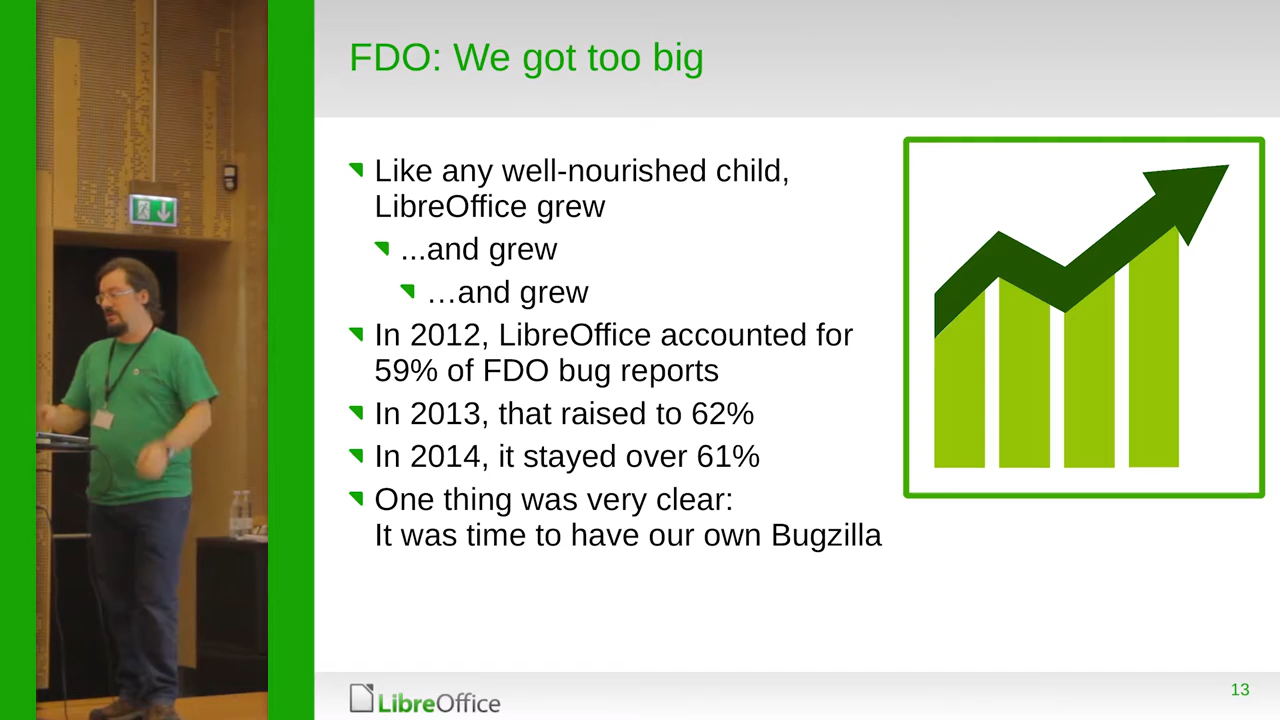 FDO: We got too big
Like any well-nourished child,
LibreOffice grew
...and grew
…and grew
In 2012, LibreOffice accounted for
59% of FDO bug reports
In 2013, that raised to 62%
In 2014, it stayed over 61%
One thing was very clear:
It was time to have our own Bugzilla
LibreOffice
13